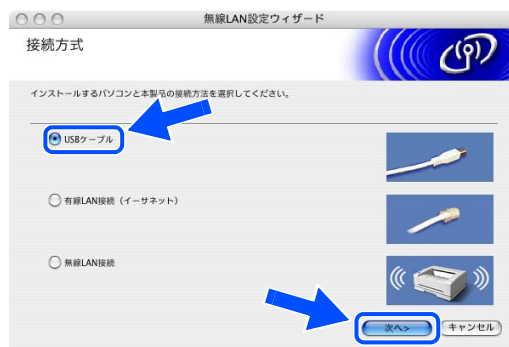 無線LAN設定ウィザード
接続方式
インストールするパソコンと本製品の接続方法を選択してください。
USBケーブル
有線LAN接続（イーサネット）
無線LAN接続
次へ>
キャンセル